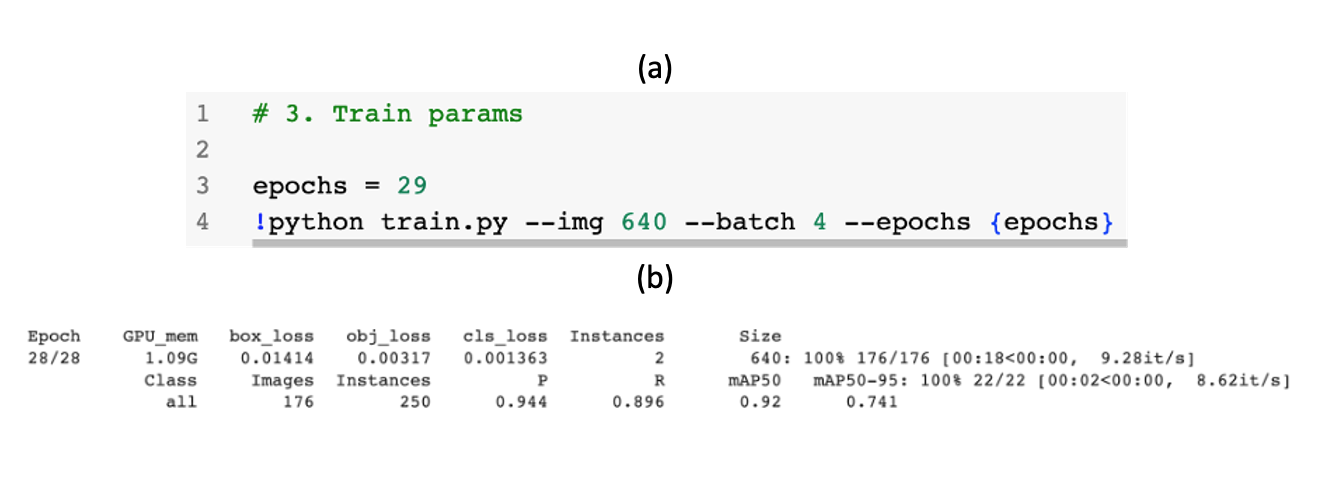 (a)
1 # 3. Train params
2
3 epochs = 29
4 !python train.py --img 640 --batch 4 --epochs {epochs}
(b)
Epoch GPU_mem box_loss obj_loss cls_loss Instances Size
28/28 1.09G 0.01414 0.00317 0.001363 2 640: 100% 176/176 [00:18<00:00, 9.28it/s]
Class Images Instances P R mAP50 mAP50-95: 100% 22/22 [00:02<00:00, 8.62it/s]
all 176 250 0.944 0.896 0.92 0.741